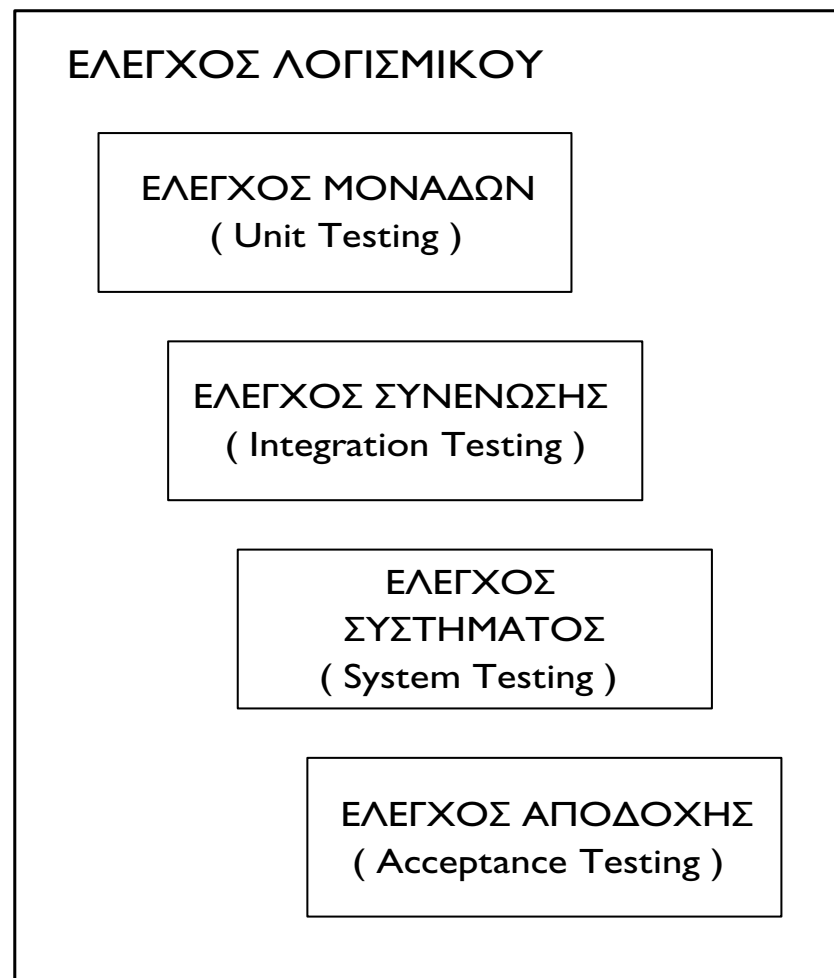 ΕΛΕΓΧΟΣ ΛΟΓΙΣΜΙΚΟΥ
ΕΛΕΓΧΟΣ ΜΟΝΑΔΩΝ
( Unit Testing )
ΕΛΕΓΧΟΣ ΣΥΝΕΝΩΣΗΣ
( Integration Testing )
ΕΛΕΓΧΟΣ
ΣΥΣΤΗΜΑΤΟΣ
( System Testing )
ΕΛΕΓΧΟΣ ΑΠΟΔΟΧΗΣ
( Acceptance Testing )